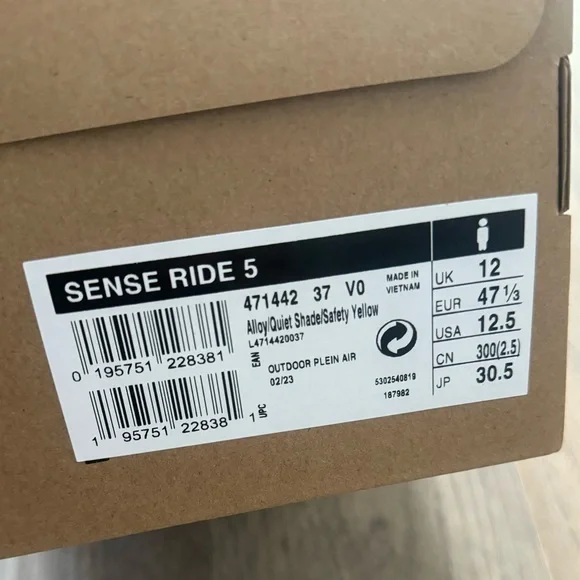 SENSE RIDE 5
0 195751 228381
EAN
1 95751 22838 1
UPC
471442 37 V0
MADE IN
VIETNAM
Alloy/Quiet Shade/Safety Yellow
L4714420037
OUTDOOR PLEIN AIR
02/23
5302540819
187982
UK 12
EUR 47 1/3
USA 12.5
CN 300(2.5)
JP 30.5